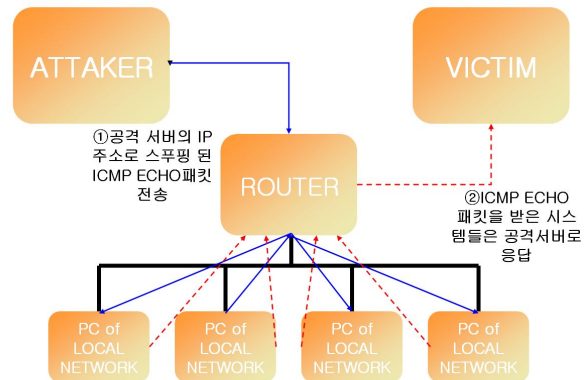 ATTAKER
VICTIM
①공격 서버의 IP
주소로 스푸핑 된
ICMP ECHO패킷
전송
ROUTER
②ICMP ECHO
패킷을 받은 시스
템들은 공격서버로
응답
PC of
LOCAL
NETWORK
PC of
LOCAL
NETWORK
PC of
LOCAL
NETWORK
PC of
LOCAL
NETWORK